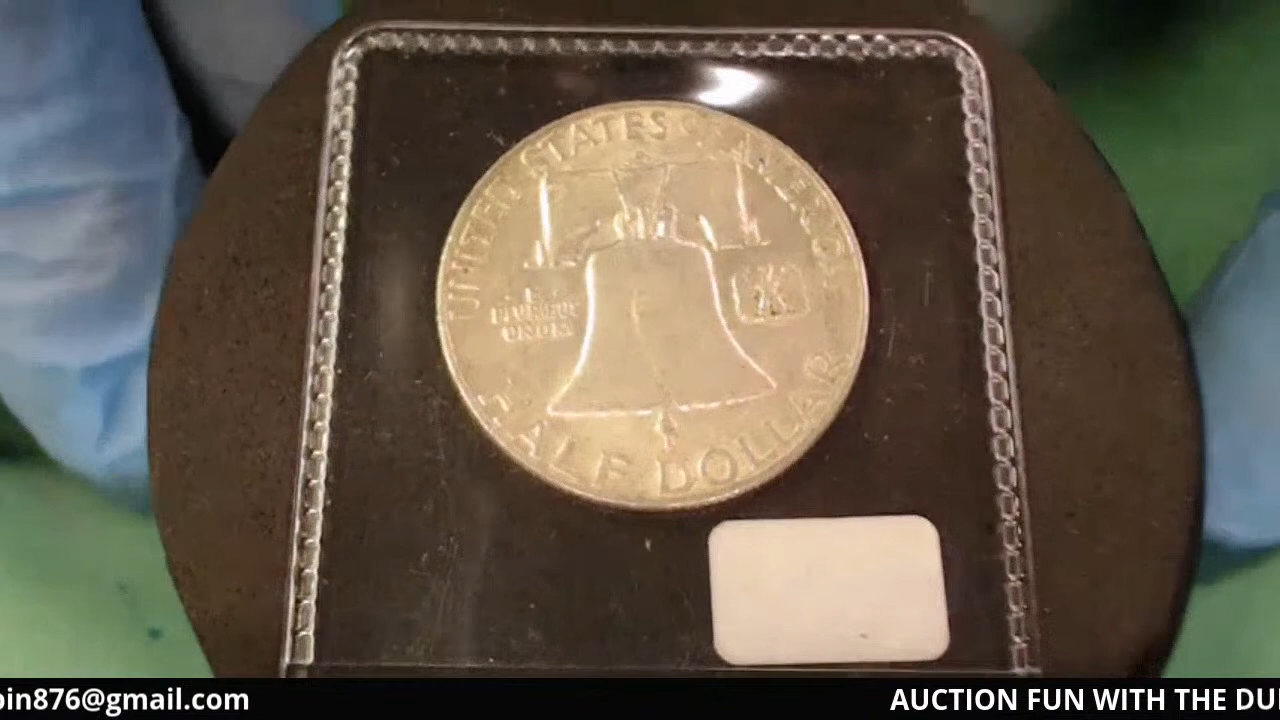 UNITED STATES OF AMERICA
E
PLURIBUS
UNUM
HALF DOLLAR
oin876@gmail.com
AUCTION FUN WITH THE DU